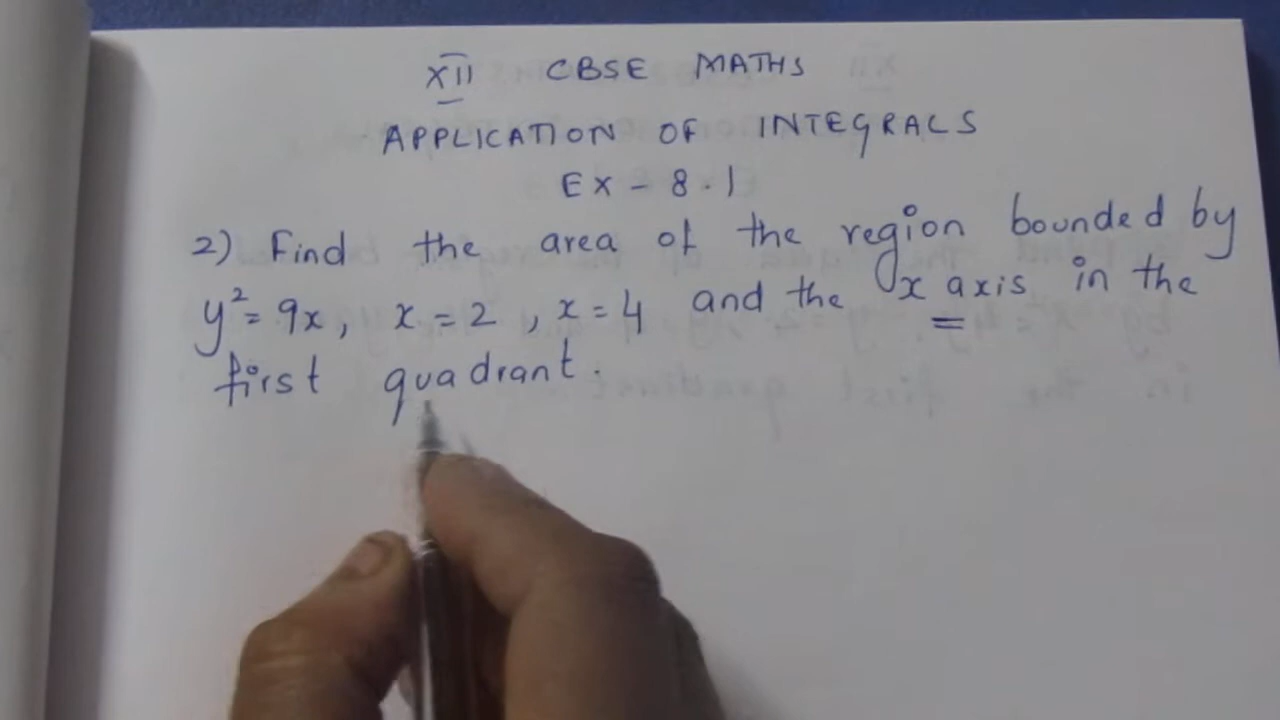 XII CBSE MATHS
APPLICATION OF INTEGRALS
EX - 8.1
2) Find the area of the region bounded by
y² = 9x, x = 2, x = 4 and the x axis in the
first quadrant.